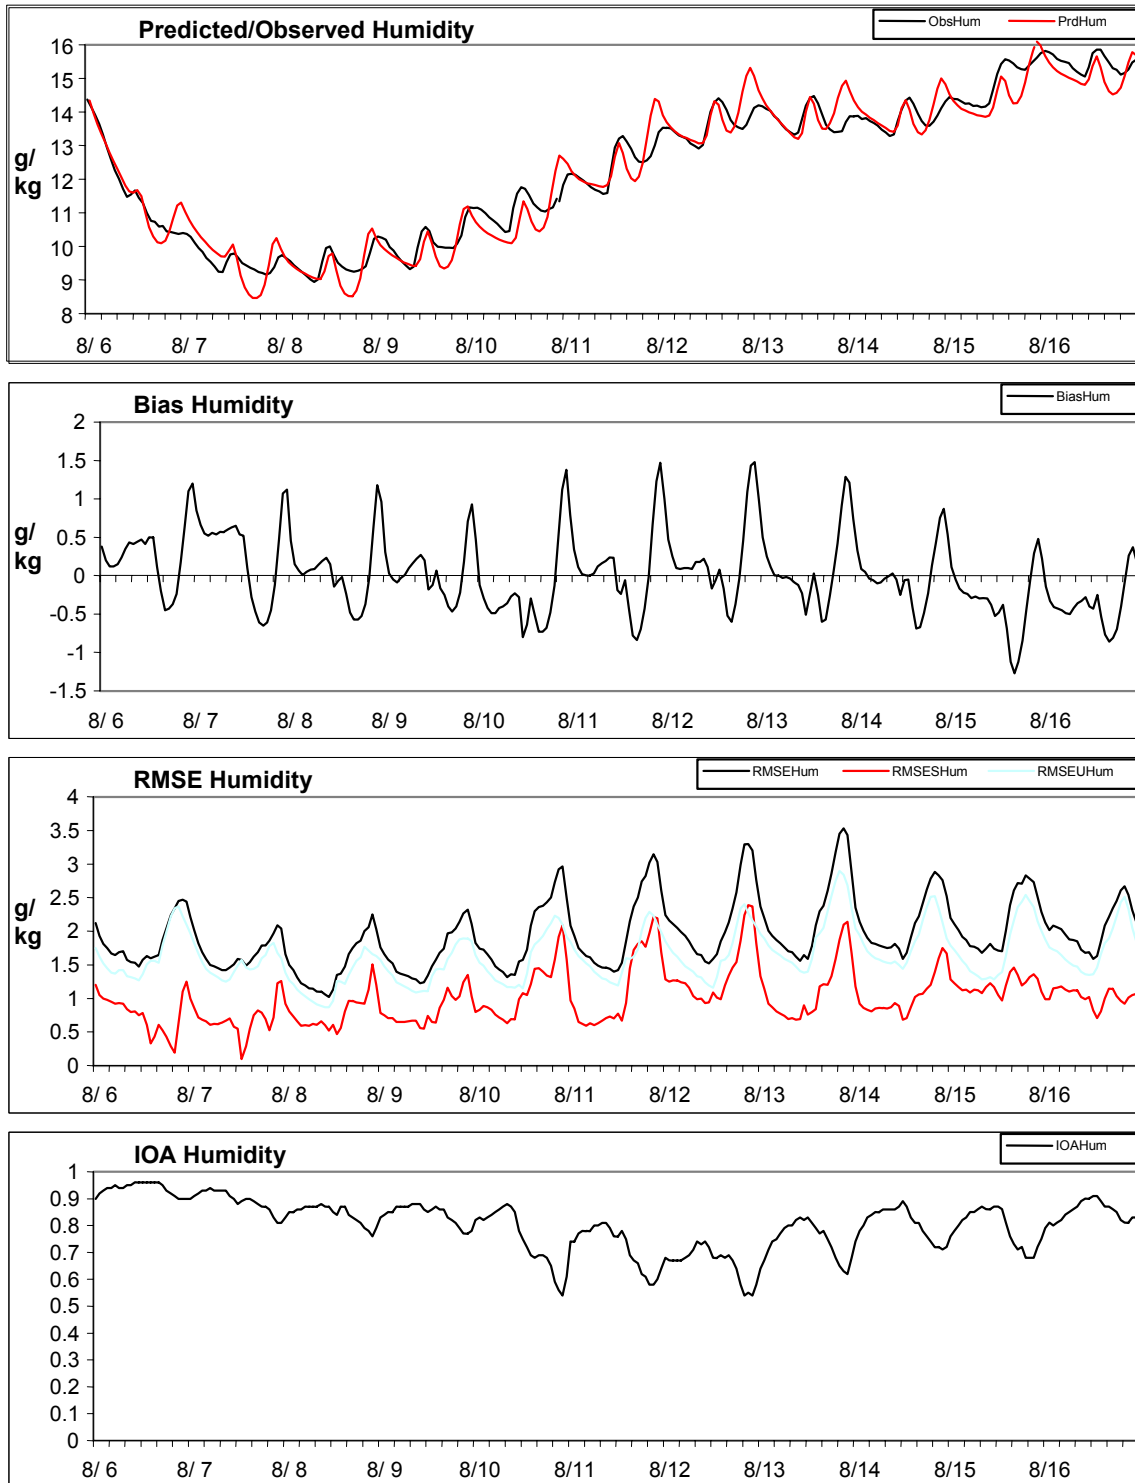 Predicted/Observed Humidity
ObsHum PrdHum
g/
kg
16
15
14
13
12
11
10
9
8
8/ 6 8/ 7 8/ 8 8/ 9 8/10 8/11 8/12 8/13 8/14 8/15 8/16
Bias Humidity
BiasHum
g/
kg
2
1.5
1
0.5
0
-0.5
-1
-1.5
8/ 6 8/ 7 8/ 8 8/ 9 8/10 8/11 8/12 8/13 8/14 8/15 8/16
RMSE Humidity
RMSEHum RMSESHum RMSEUHum
g/
kg
4
3.5
3
2.5
2
1.5
1
0.5
0
8/ 6 8/ 7 8/ 8 8/ 9 8/10 8/11 8/12 8/13 8/14 8/15 8/16
IOA Humidity
IOAHum
1
0.9
0.8
0.7
0.6
0.5
0.4
0.3
0.2
0.1
0
8/ 6 8/ 7 8/ 8 8/ 9 8/10 8/11 8/12 8/13 8/14 8/15 8/16